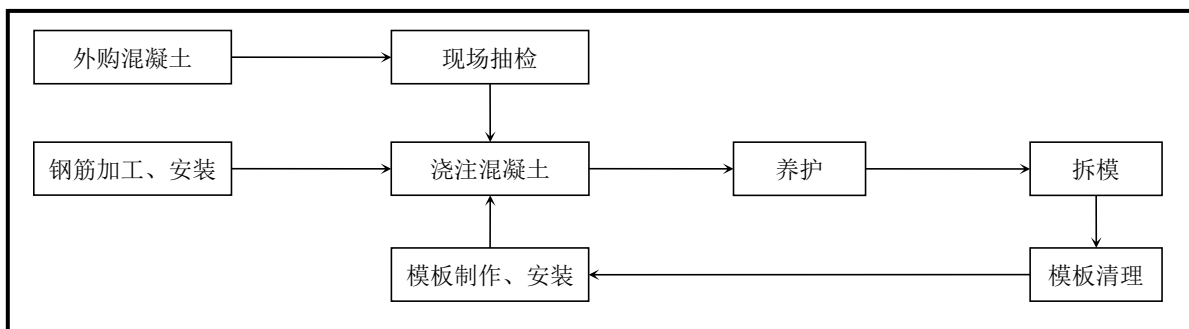 外购混凝土
现场抽检
钢筋加工、安装
浇注混凝土
养护
拆模
模板制作、安装
模板清理